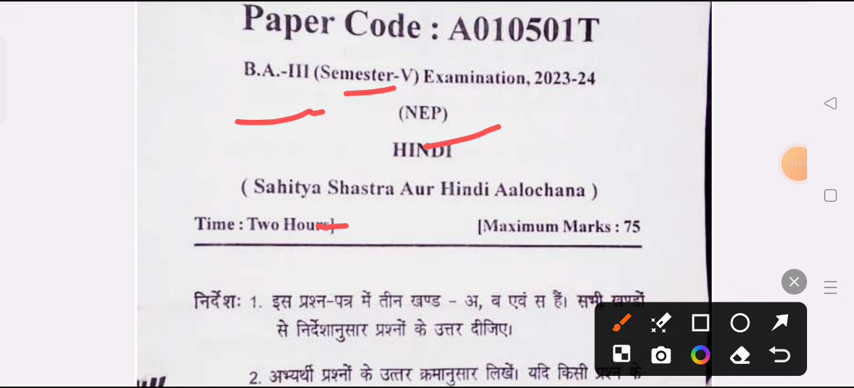 Paper Code : A010501T
B.A.-III (Semester-V) Examination, 2023-24
(NEP)
HINDI
( Sahitya Shastra Aur Hindi Aalochana )
Time : Two Hours]
[Maximum Marks : 75
निर्देशः 1. इस प्रश्न-पत्र में तीन खण्ड - अ, ब एवं स हैं। सभी खण्डों
से निर्देशानुसार प्रश्नों के उत्तर दीजिए।
2. अभ्यर्थी प्रश्नों के उत्तर क्रमानुसार लिखें। यदि किसी प्रश्न के